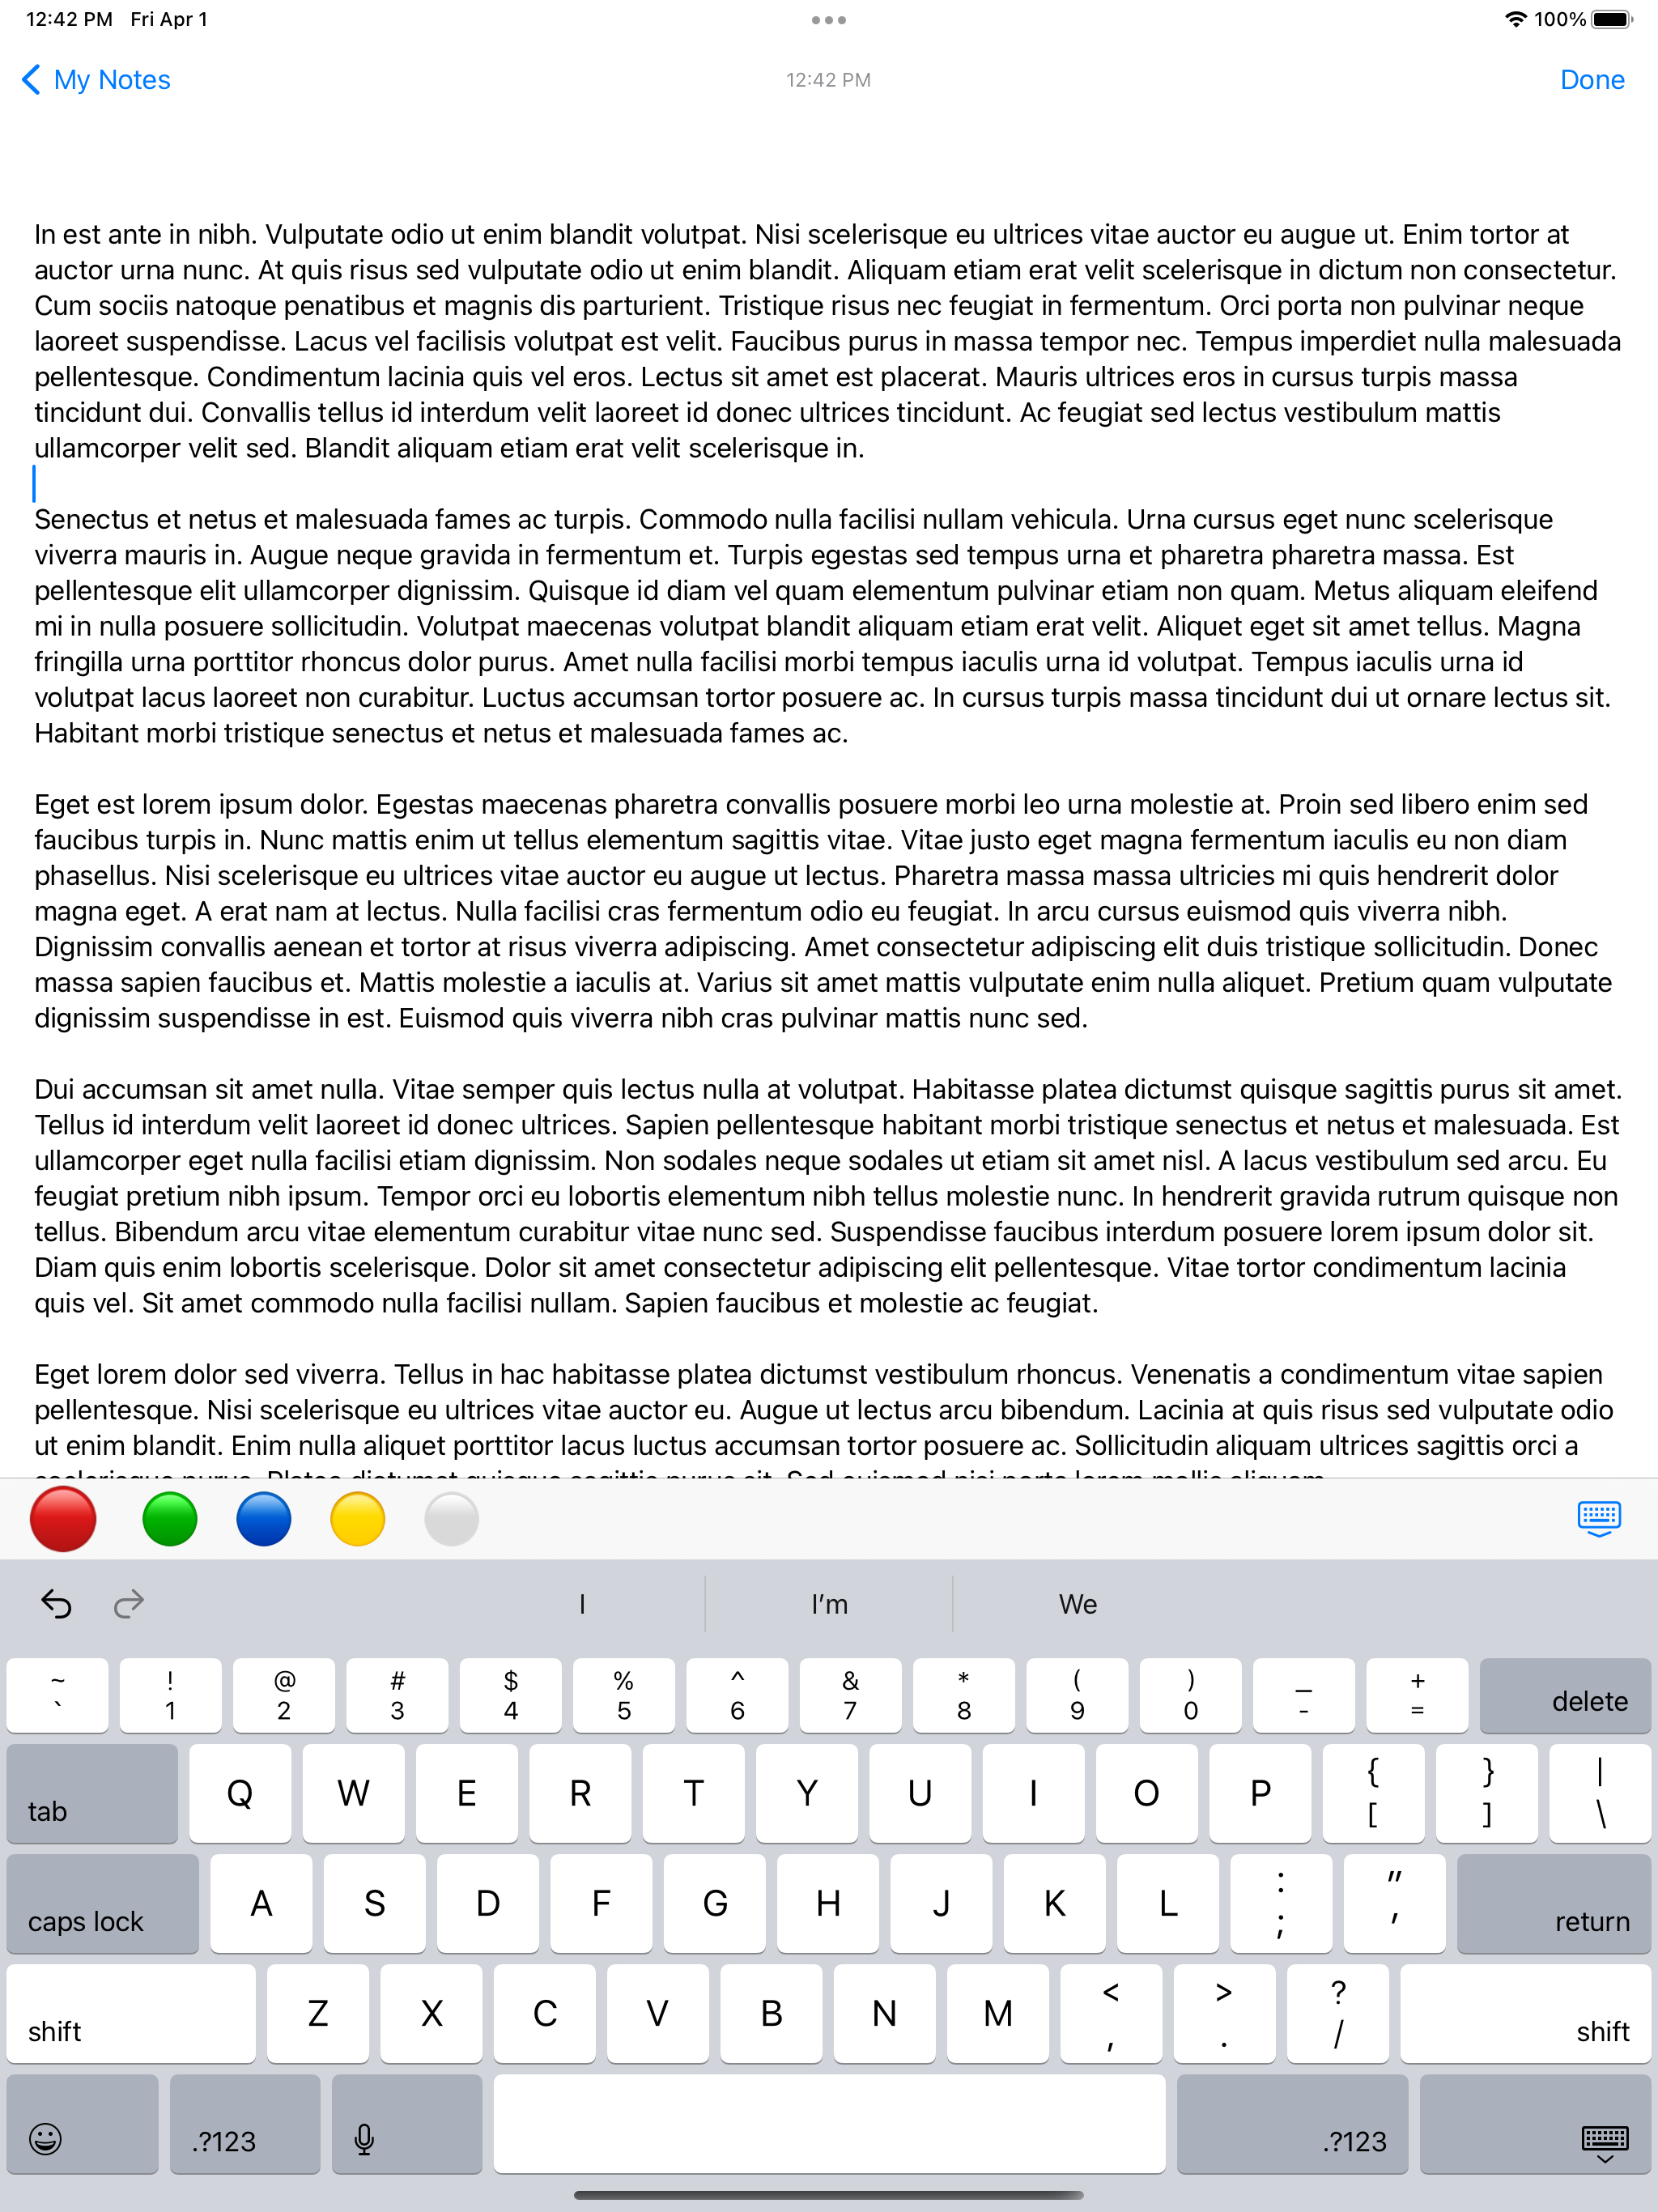 12:42 PM Fri Apr 1
100%
My Notes
12:42 PM
Done
In est ante in nibh. Vulputate odio ut enim blandit volutpat. Nisi scelerisque eu ultrices vitae auctor eu augue ut. Enim tortor at
auctor urna nunc. At quis risus sed vulputate odio ut enim blandit. Aliquam etiam erat velit scelerisque in dictum non consectetur.
Cum sociis natoque penatibus et magnis dis parturient. Tristique risus nec feugiat in fermentum. Orci porta non pulvinar neque
laoreet suspendisse. Lacus vel facilisis volutpat est velit. Faucibus purus in massa tempor nec. Tempus imperdiet nulla malesuada
pellentesque. Condimentum lacinia quis vel eros. Lectus sit amet est placerat. Mauris ultrices eros in cursus turpis massa
tincidunt dui. Convallis tellus id interdum velit laoreet id donec ultrices tincidunt. Ac feugiat sed lectus vestibulum mattis
ullamcorper velit sed. Blandit aliquam etiam erat velit scelerisque in.
Senectus et netus et malesuada fames ac turpis. Commodo nulla facilisi nullam vehicula. Urna cursus eget nunc scelerisque
viverra mauris in. Augue neque gravida in fermentum et. Turpis egestas sed tempus urna et pharetra pharetra massa. Est
pellentesque elit ullamcorper dignissim. Quisque id diam vel quam elementum pulvinar etiam non quam. Metus aliquam eleifend
mi in nulla posuere sollicitudin. Volutpat maecenas volutpat blandit aliquam etiam erat velit. Aliquet eget sit amet tellus. Magna
fringilla urna porttitor rhoncus dolor purus. Amet nulla facilisi morbi tempus iaculis urna id volutpat. Tempus iaculis urna id
volutpat lacus laoreet non curabitur. Luctus accumsan tortor posuere ac. In cursus turpis massa tincidunt dui ut ornare lectus sit.
Habitant morbi tristique senectus et netus et malesuada fames ac.
Eget est lorem ipsum dolor. Egestas maecenas pharetra convallis posuere morbi leo urna molestie at. Proin sed libero enim sed
faucibus turpis in. Nunc mattis enim ut tellus elementum sagittis vitae. Vitae justo eget magna fermentum iaculis eu non diam
phasellus. Nisi scelerisque eu ultrices vitae auctor eu augue ut lectus. Pharetra massa massa ultricies mi quis hendrerit dolor
magna eget. A erat nam at lectus. Nulla facilisi cras fermentum odio eu feugiat. In arcu cursus euismod quis viverra nibh.
Dignissim convallis aenean et tortor at risus viverra adipiscing. Amet consectetur adipiscing elit duis tristique sollicitudin. Donec
massa sapien faucibus et. Mattis molestie a iaculis at. Varius sit amet mattis vulputate enim nulla aliquet. Pretium quam vulputate
dignissim suspendisse in est. Euismod quis viverra nibh cras pulvinar mattis nunc sed.
Dui accumsan sit amet nulla. Vitae semper quis lectus nulla at volutpat. Habitasse platea dictumst quisque sagittis purus sit amet.
Tellus id interdum velit laoreet id donec ultrices. Sapien pellentesque habitant morbi tristique senectus et netus et malesuada. Est
ullamcorper eget nulla facilisi etiam dignissim. Non sodales neque sodales ut etiam sit amet nisl. A lacus vestibulum sed arcu. Eu
feugiat pretium nibh ipsum. Tempor orci eu lobortis elementum nibh tellus molestie nunc. In hendrerit gravida rutrum quisque non
tellus. Bibendum arcu vitae elementum curabitur vitae nunc sed. Suspendisse faucibus interdum posuere lorem ipsum dolor sit.
Diam quis enim lobortis scelerisque. Dolor sit amet consectetur adipiscing elit pellentesque. Vitae tortor condimentum lacinia
quis vel. Sit amet commodo nulla facilisi nullam. Sapien faucibus et molestie ac feugiat.
Eget lorem dolor sed viverra. Tellus in hac habitasse platea dictumst vestibulum rhoncus. Venenatis a condimentum vitae sapien
pellentesque. Nisi scelerisque eu ultrices vitae auctor eu. Augue ut lectus arcu bibendum. Lacinia at quis risus sed vulputate odio
ut enim blandit. Enim nulla aliquet porttitor lacus luctus accumsan tortor posuere ac. Sollicitudin aliquam ultrices sagittis orci a
I I’m We
~ ! @ # $ % ^ & * ( ) _ +
` 1 2 3 4 5 6 7 8 9 0 - = delete
tab Q W E R T Y U I O P { [ } ] | \
caps lock A S D F G H J K L : ; " ' return
shift Z X C V B N M < , > . ? / shift
.?123 .?123